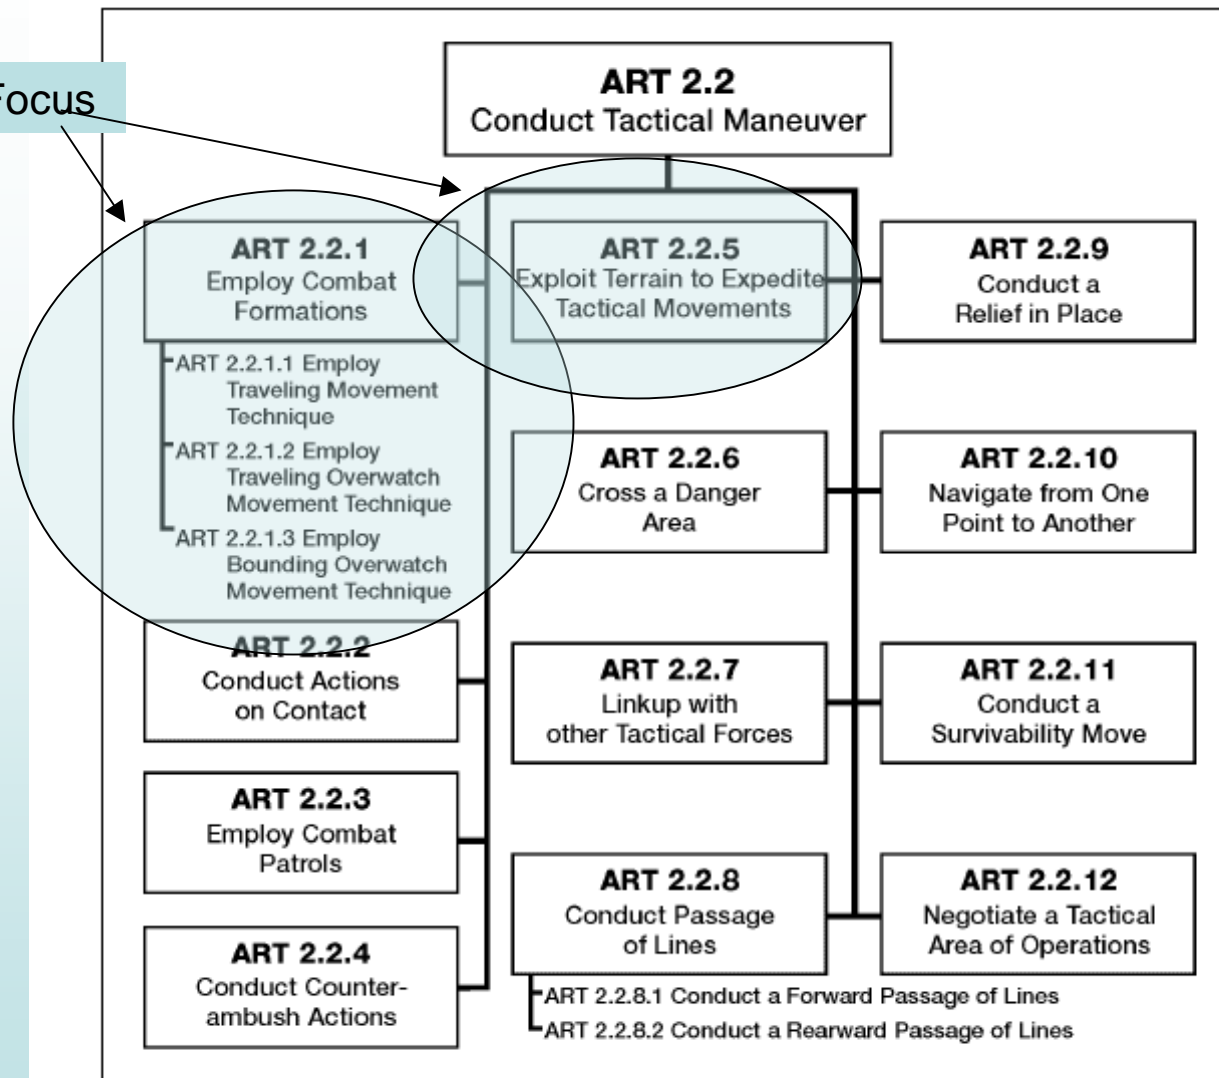 Focus
ART 2.2
Conduct Tactical Maneuver
ART 2.2.1
Employ Combat
Formations
ART 2.2.1.1 Employ
Traveling Movement
Technique
ART 2.2.1.2 Employ
Traveling Overwatch
Movement Technique
ART 2.2.1.3 Employ
Bounding Overwatch
Movement Technique
ART 2.2.2
Conduct Actions
on Contact
ART 2.2.3
Employ Combat
Patrols
ART 2.2.4
Conduct Counter-
ambush Actions
ART 2.2.5
Exploit Terrain to Expedite
Tactical Movements
ART 2.2.6
Cross a Danger
Area
ART 2.2.7
Linkup with
other Tactical Forces
ART 2.2.8
Conduct Passage
of Lines
ART 2.2.8.1 Conduct a Forward Passage of Lines
ART 2.2.8.2 Conduct a Rearward Passage of Lines
ART 2.2.9
Conduct a
Relief in Place
ART 2.2.10
Navigate from One
Point to Another
ART 2.2.11
Conduct a
Survivability Move
ART 2.2.12
Negotiate a Tactical
Area of Operations